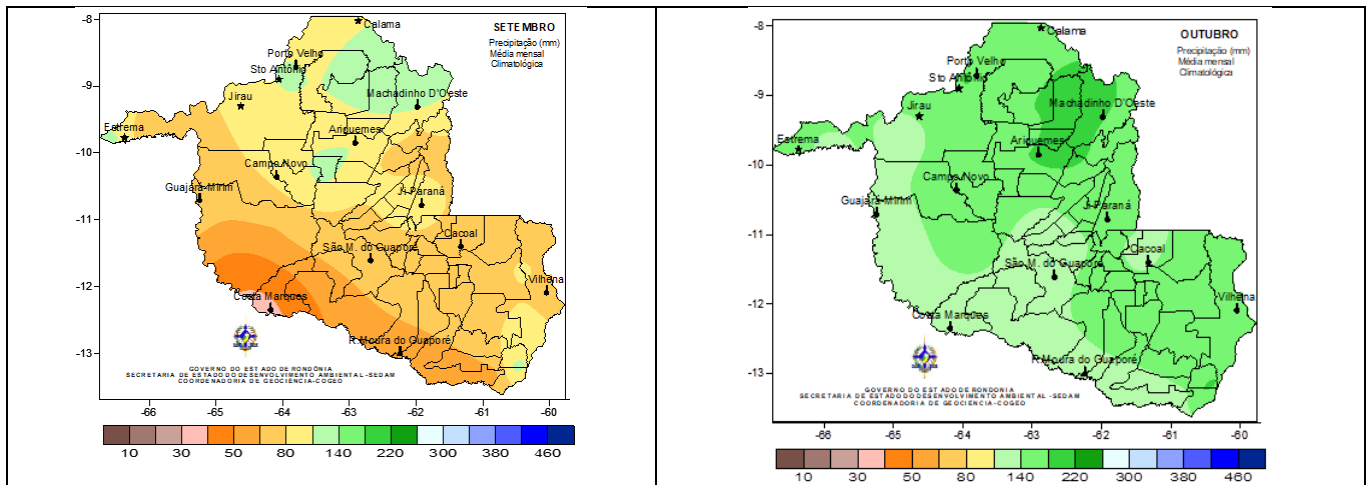 SETEMBRO
Precipitação (mm)
Média mensal
Climatológica
-8
-9
-10
-11
-12
-13
Calama
Porto Velho
Sto Antônio
Jirau
Machadinho D'Oeste
Estrema
Ariquemes
Campo Novo
Guajará-Mirim
Ji-Paraná
Cacoal
São M. do Guaporé
Vilhena
Costa Marques
R.Moura do Guaporé
GOVERNO DO ESTADO DE RONDÔNIA
SECRETARIA DE ESTADO DO DESENVOLVIMENTO AMBIENTAL -SEDAM
COORDENADORIA DE GEOCIÊNCIA-COGEO
-66 -65 -64 -63 -62 -61 -60
10 30 50 80 140 220 300 380 460
OUTUBRO
Precipitação (mm)
Média mensal
Climatológica
-8
-9
-10
-11
-12
-13
Calama
Porto Velho
Sto Antônio
Jirau
Machadinho D'Oeste
Estrema
Ariquemes
Campo Novo
Guajará-Mirim
Ji-Paraná
Cacoal
São M. do Guaporé
Vilhena
Costa Marques
R.Moura do Guaporé
GOVERNO DO ESTADO DE RONDONIA
SECRETARIA DE ESTADO DO DESENVOLVIMENTO AMBIENTAL -SEDAM
COORDENADORIA DE GEOCIENCIA-COGEO
-66 -65 -64 -63 -62 -61 -60
10 30 50 80 140 220 300 380 460